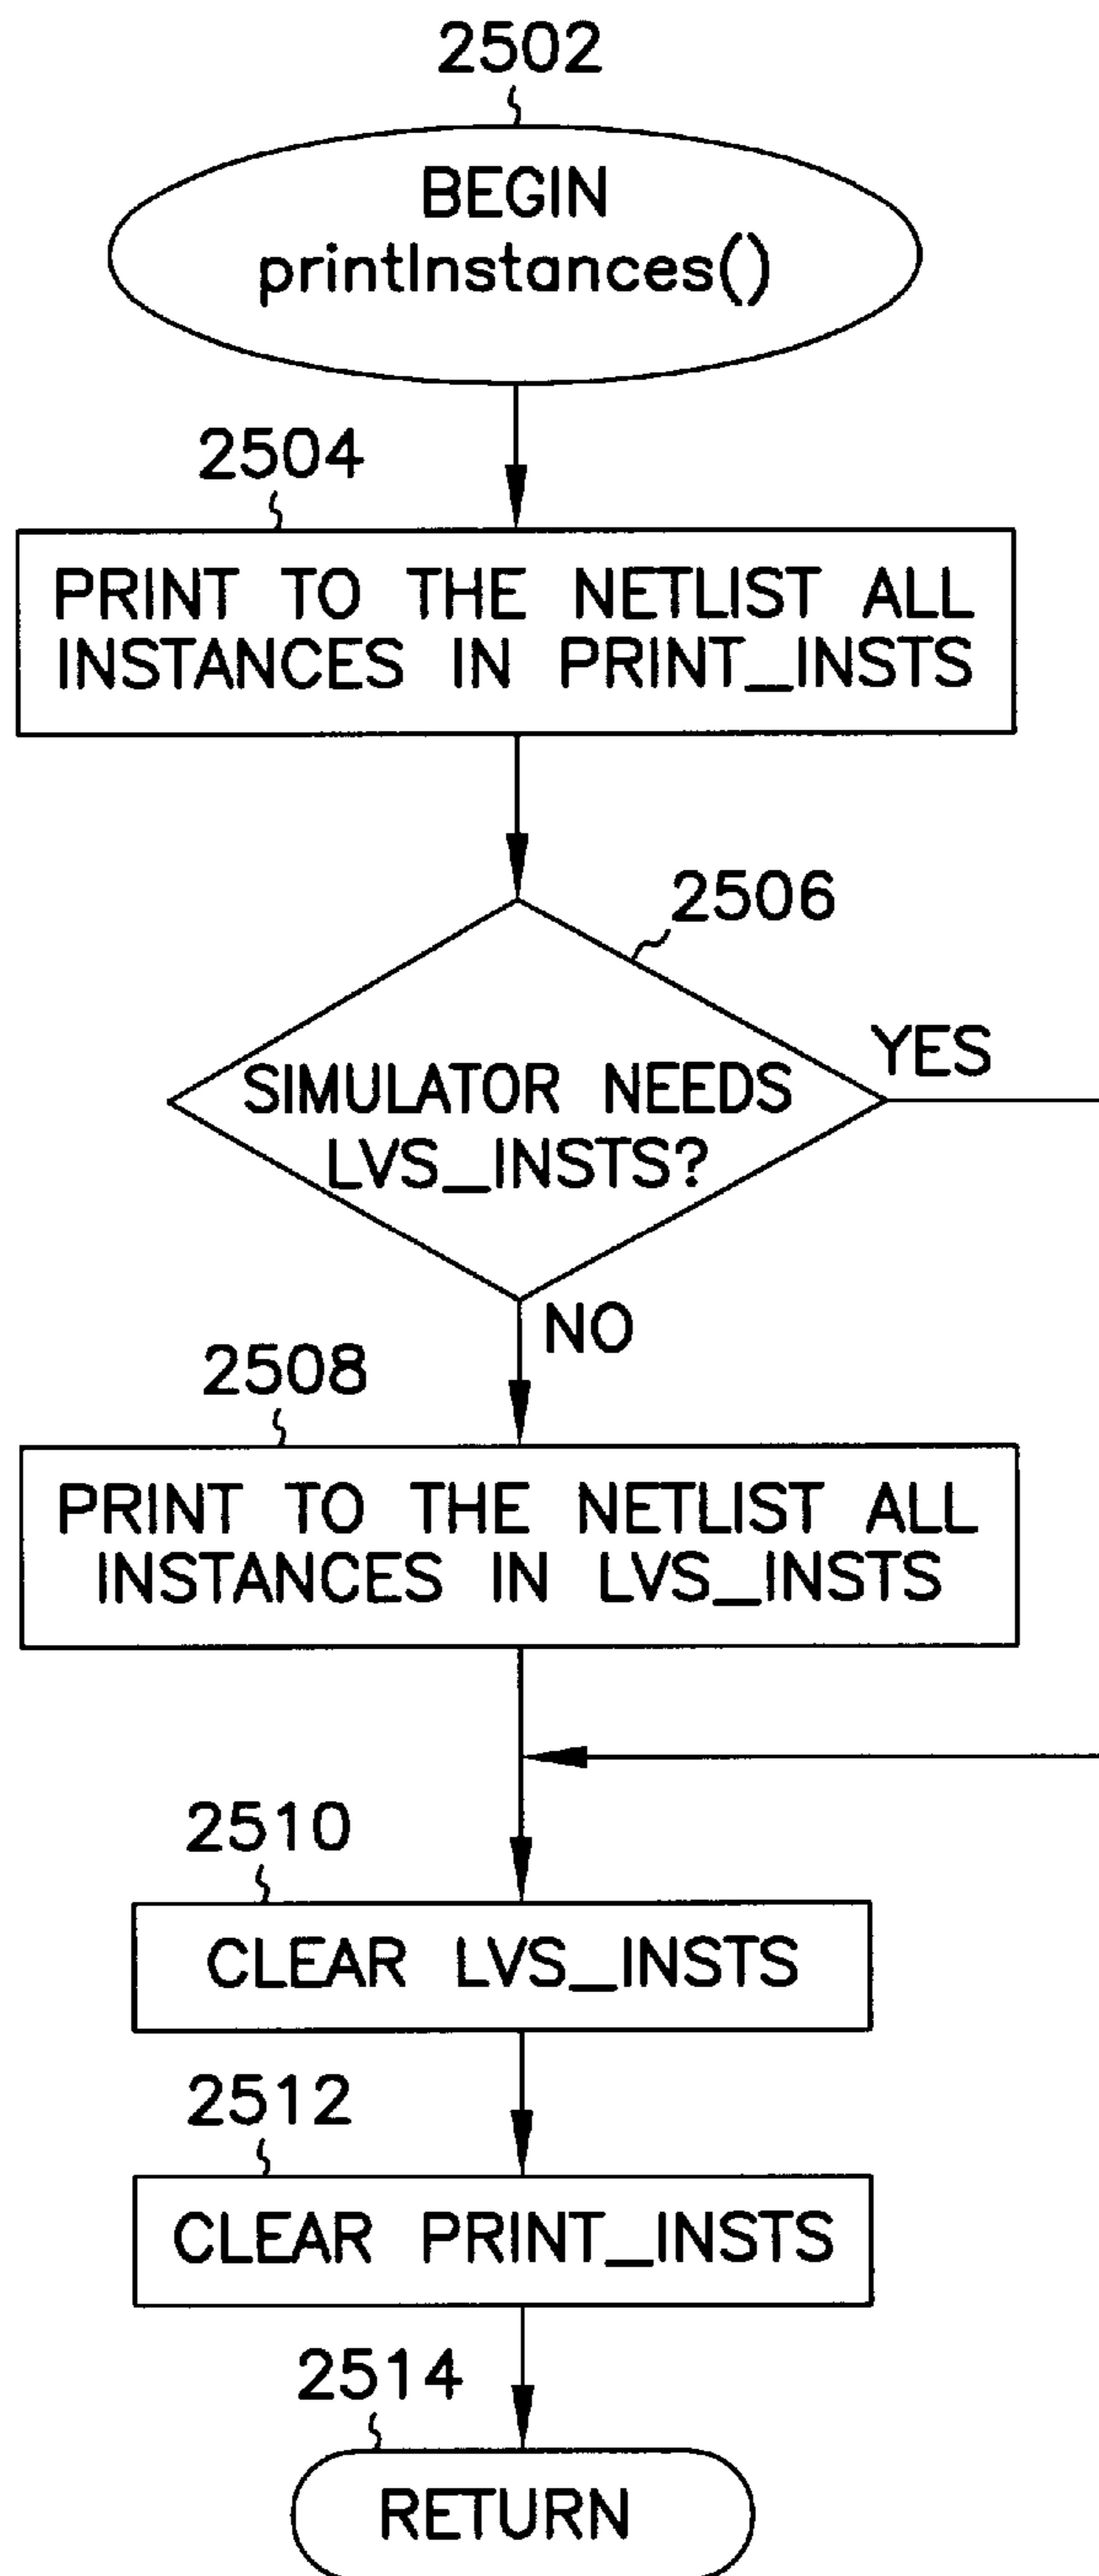 2502
BEGIN
printInstances()
2504
PRINT TO THE NETLIST ALL
INSTANCES IN PRINT_INSTS
2506
SIMULATOR NEEDS
LVS_INSTS?
YES
NO
2508
PRINT TO THE NETLIST ALL
INSTANCES IN LVS_INSTS
2510
CLEAR LVS_INSTS
2512
CLEAR PRINT_INSTS
2514
RETURN